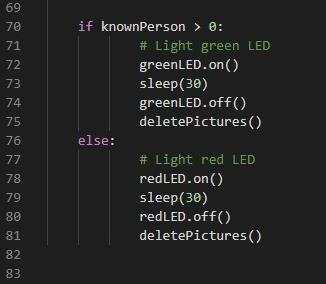 69
70 if knownPerson > 0:
71 # Light green LED
72 greenLED.on()
73 sleep(30)
74 greenLED.off()
75 deletePictures()
76 else:
77 # Light red LED
78 redLED.on()
79 sleep(30)
80 redLED.off()
81 deletePictures()
82
83